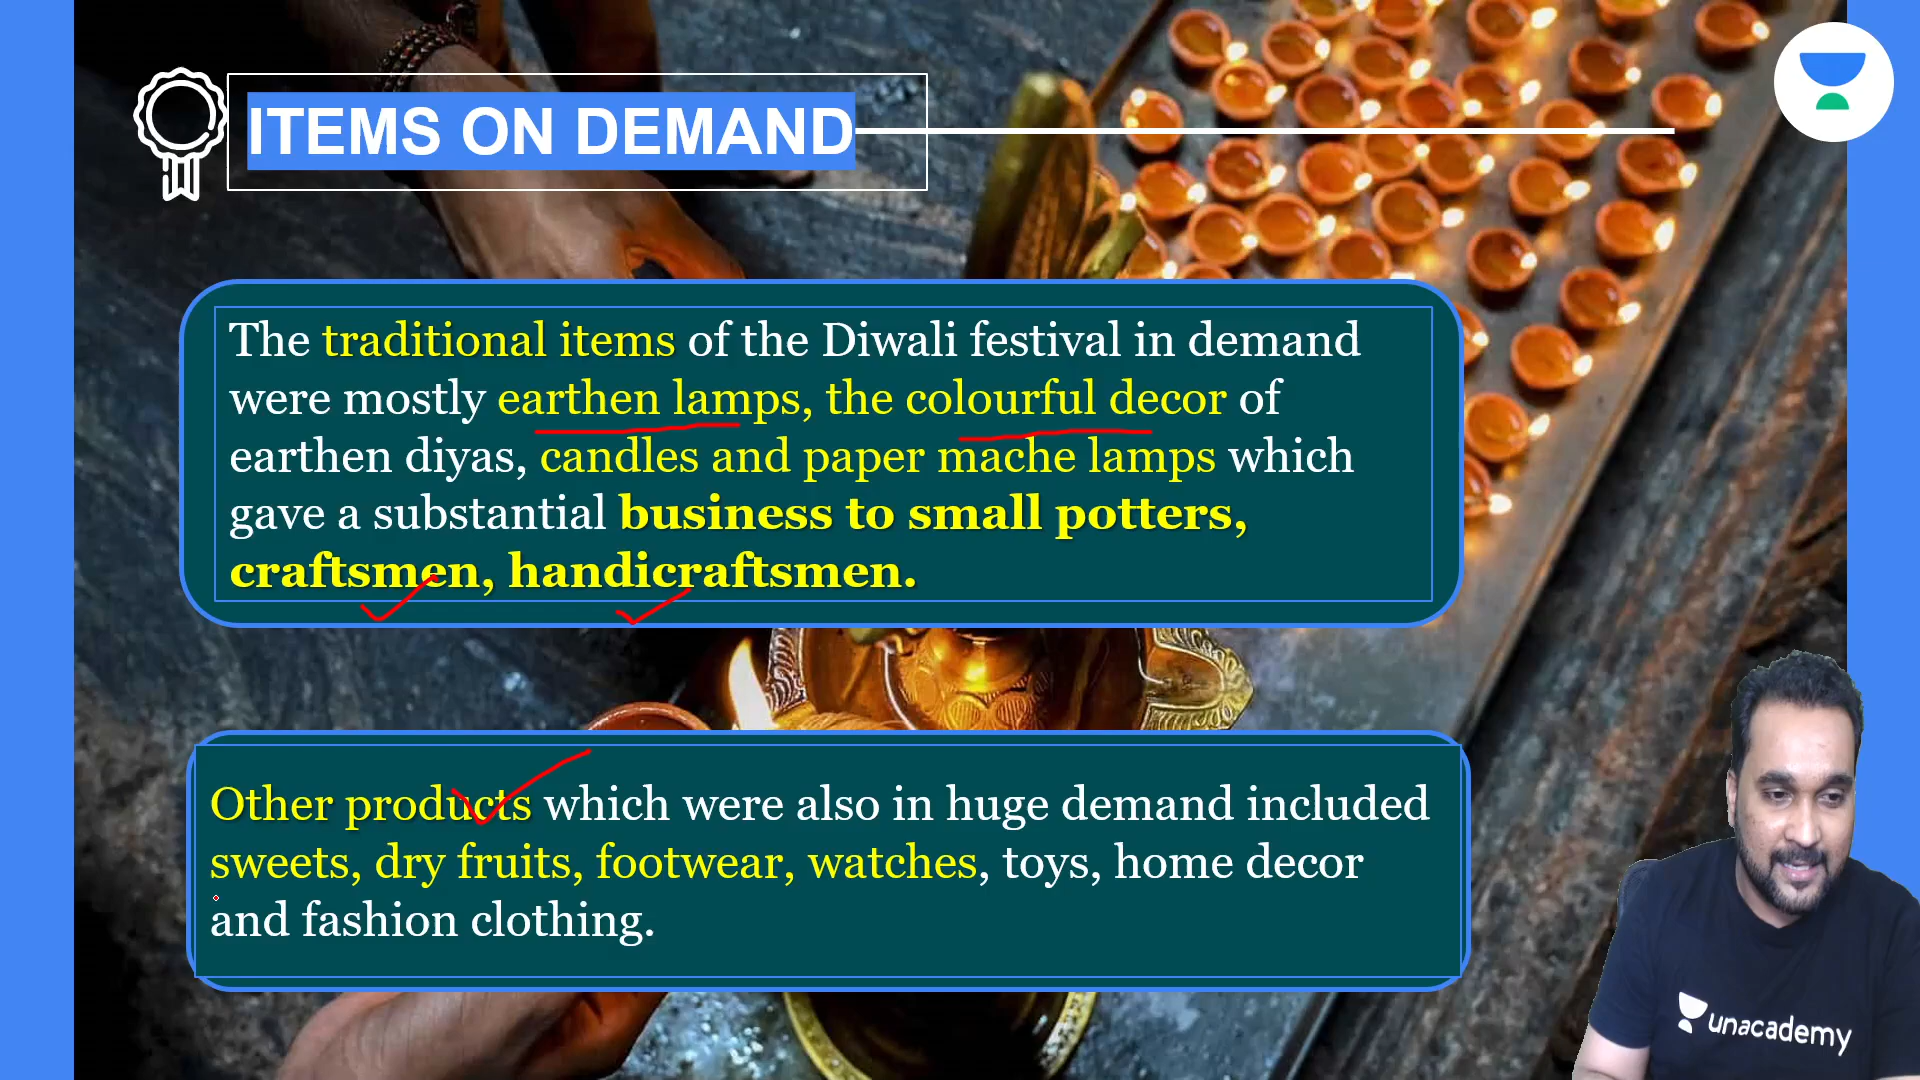 ITEMS ON DEMAND
The traditional items of the Diwali festival in demand
were mostly earthen lamps, the colourful decor of
earthen diyas, candles and paper mache lamps which
gave a substantial business to small potters,
craftsmen, handicraftsmen.
Other products which were also in huge demand included
sweets, dry fruits, footwear, watches, toys, home decor
and fashion clothing.
unacademy